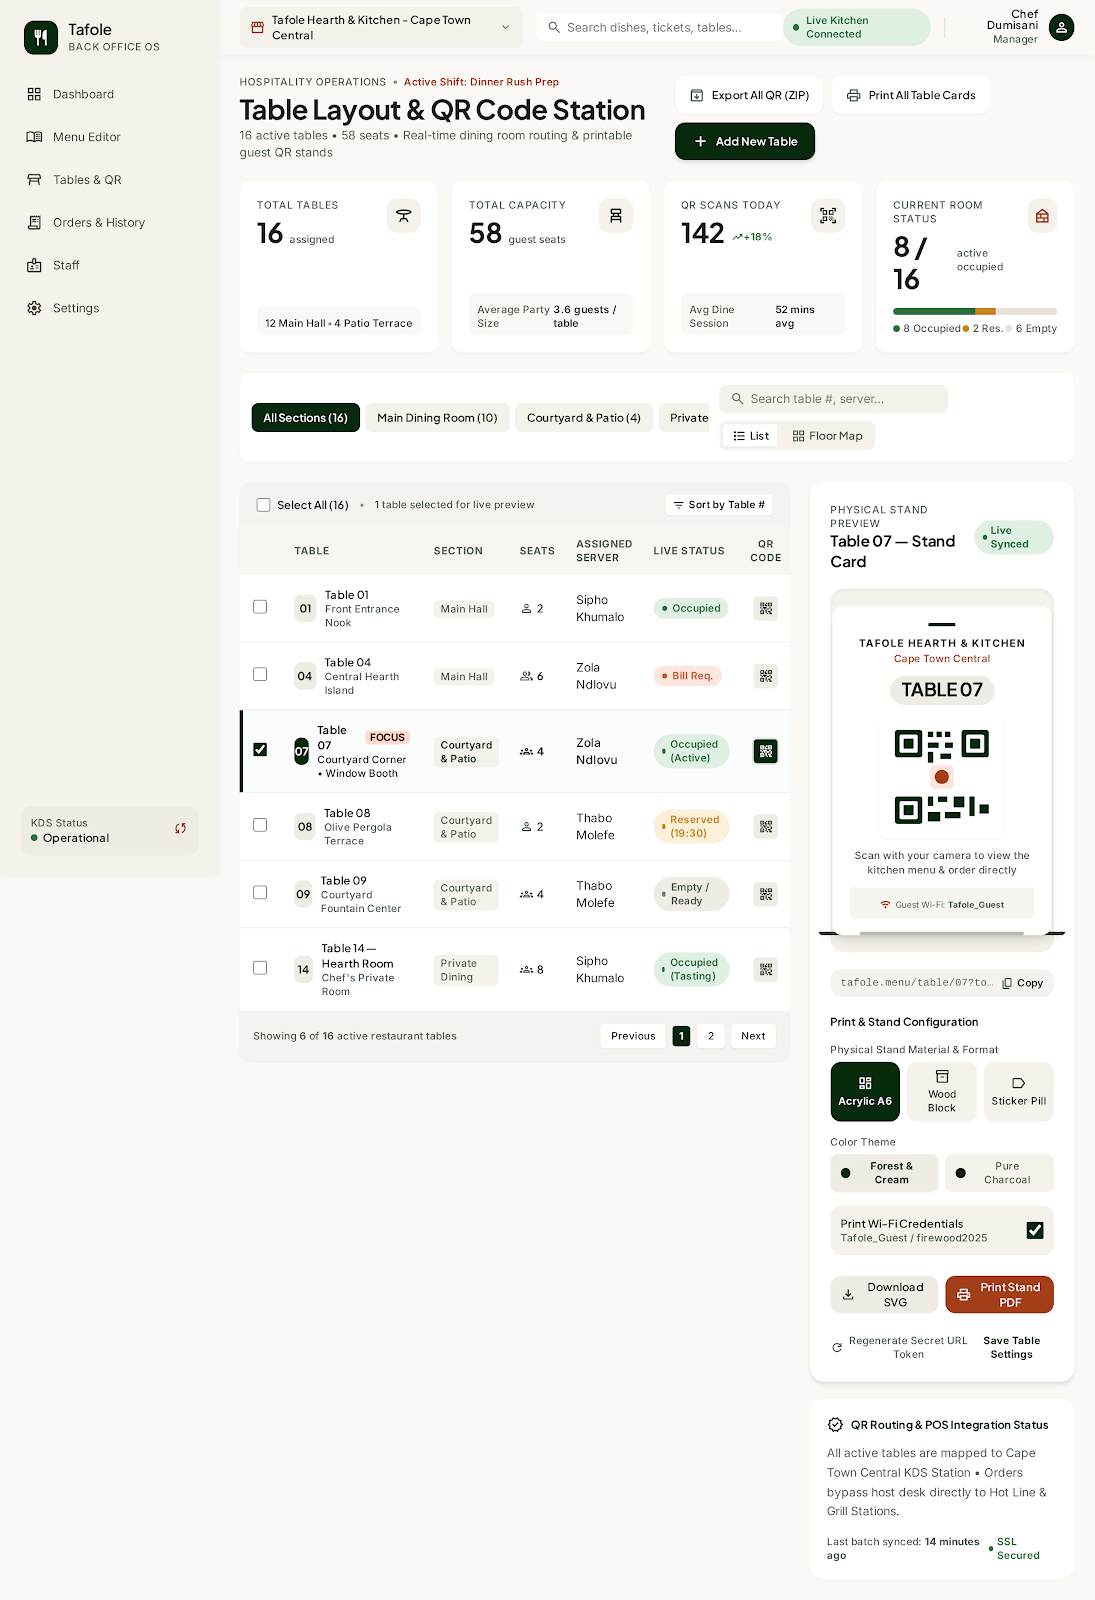 Tafole
BACK OFFICE OS
Dashboard
Menu Editor
Tables & QR
Orders & History
Staff
Settings
KDS Status
Operational
Tafole Hearth & Kitchen – Cape Town
Central
Search dishes, tickets, tables...
Live Kitchen
Connected
Chef
Dumisani
Manager
HOSPITALITY OPERATIONS • Active Shift: Dinner Rush Prep
Table Layout & QR Code Station
16 active tables • 58 seats • Real-time dining room routing & printable
guest QR stands
Export All QR (ZIP)
Print All Table Cards
Add New Table
TOTAL TABLES
16 assigned
12 Main Hall • 4 Patio Terrace
TOTAL CAPACITY
58 guest seats
Average Party
Size
3.6 guests /
table
QR SCANS TODAY
142 +18%
Avg Dine
Session
52 mins
avg
CURRENT ROOM
STATUS
8 /
16
active
occupied
8 Occupied 2 Res. 6 Empty
All Sections (16)
Main Dining Room (10)
Courtyard & Patio (4)
Private
Search table #, server...
List
Floor Map
Select All (16) • 1 table selected for live preview
Sort by Table #
TABLE
SECTION
SEATS
ASSIGNED
SERVER
LIVE STATUS
QR
CODE
01
Table 01
Front Entrance
Nook
Main Hall
2
Sipho
Khumalo
Occupied
04
Table 04
Central Hearth
Island
Main Hall
6
Zola
Ndlovu
Bill Req.
07
Table
07
FOCUS
Courtyard Corner
• Window Booth
Courtyard
& Patio
4
Zola
Ndlovu
Occupied
(Active)
08
Table 08
Olive Pergola
Terrace
Courtyard
& Patio
2
Thabo
Molefe
Reserved
(19:30)
09
Table 09
Courtyard
Fountain Center
Courtyard
& Patio
4
Thabo
Molefe
Empty /
Ready
14
Table 14 —
Hearth Room
Chef's Private
Room
Private
Dining
8
Sipho
Khumalo
Occupied
(Tasting)
Showing 6 of 16 active restaurant tables
Previous
1
2
Next
PHYSICAL STAND
PREVIEW
Table 07 — Stand
Card
Live
Synced
TAFOLE HEARTH & KITCHEN
Cape Town Central
TABLE 07
Scan with your camera to view the
kitchen menu & order directly
Guest Wi-Fi: Tafole_Guest
tafole.menu/table/07?to…
Copy
Print & Stand Configuration
Physical Stand Material & Format
Acrylic A6
Wood
Block
Sticker Pill
Color Theme
Forest &
Cream
Pure
Charcoal
Print Wi-Fi Credentials
Tafole_Guest / firewood2025
Download
SVG
Print Stand
PDF
Regenerate Secret URL
Token
Save Table
Settings
QR Routing & POS Integration Status
All active tables are mapped to Cape
Town Central KDS Station • Orders
bypass host desk directly to Hot Line &
Grill Stations.
Last batch synced: 14 minutes
ago
SSL
Secured